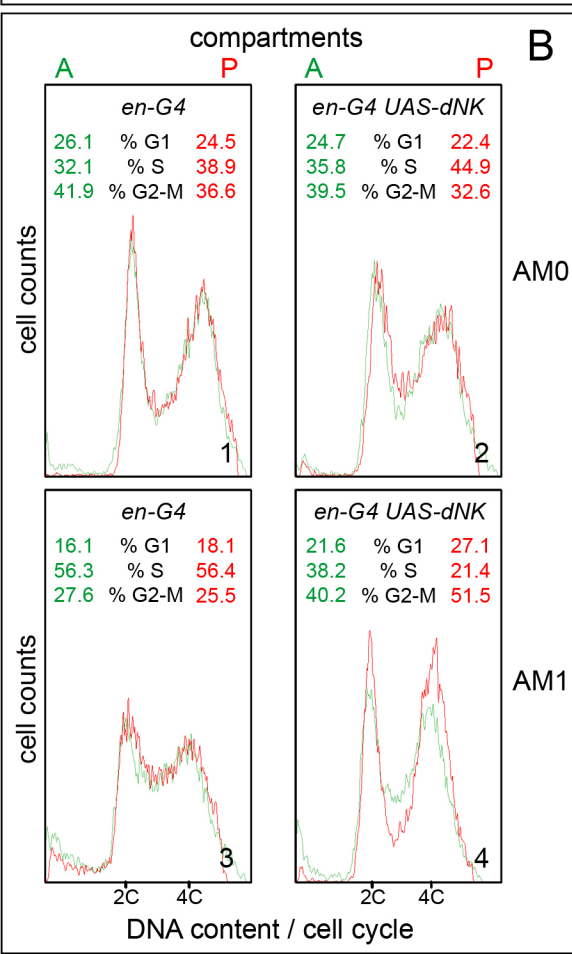 compartments
B
A P A P
en-G4
26.1 % G1 24.5
32.1 % S 38.9
41.9 % G2-M 36.6
1
en-G4 UAS-dNK
24.7 % G1 22.4
35.8 % S 44.9
39.5 % G2-M 32.6
2
cell counts
AM0
en-G4
16.1 % G1 18.1
56.3 % S 56.4
27.6 % G2-M 25.5
3
en-G4 UAS-dNK
21.6 % G1 27.1
38.2 % S 21.4
40.2 % G2-M 51.5
4
cell counts
AM1
2C 4C 2C 4C
DNA content / cell cycle